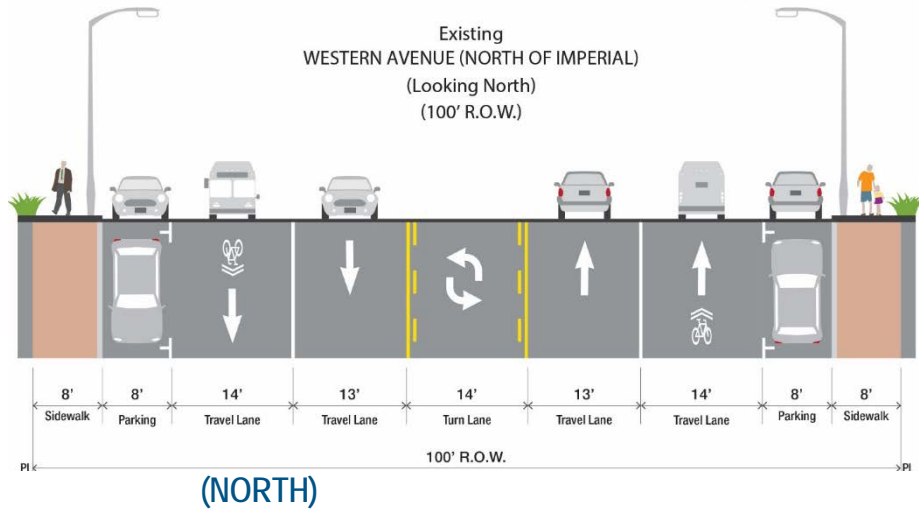 Existing
WESTERN AVENUE (NORTH OF IMPERIAL)
(Looking North)
(100' R.O.W.)
8' 8' 14' 13' 14' 13' 14' 8' 8'
Sidewalk Parking Travel Lane Travel Lane Turn Lane Travel Lane Travel Lane Parking Sidewalk
100' R.O.W.
PL PL
(NORTH)